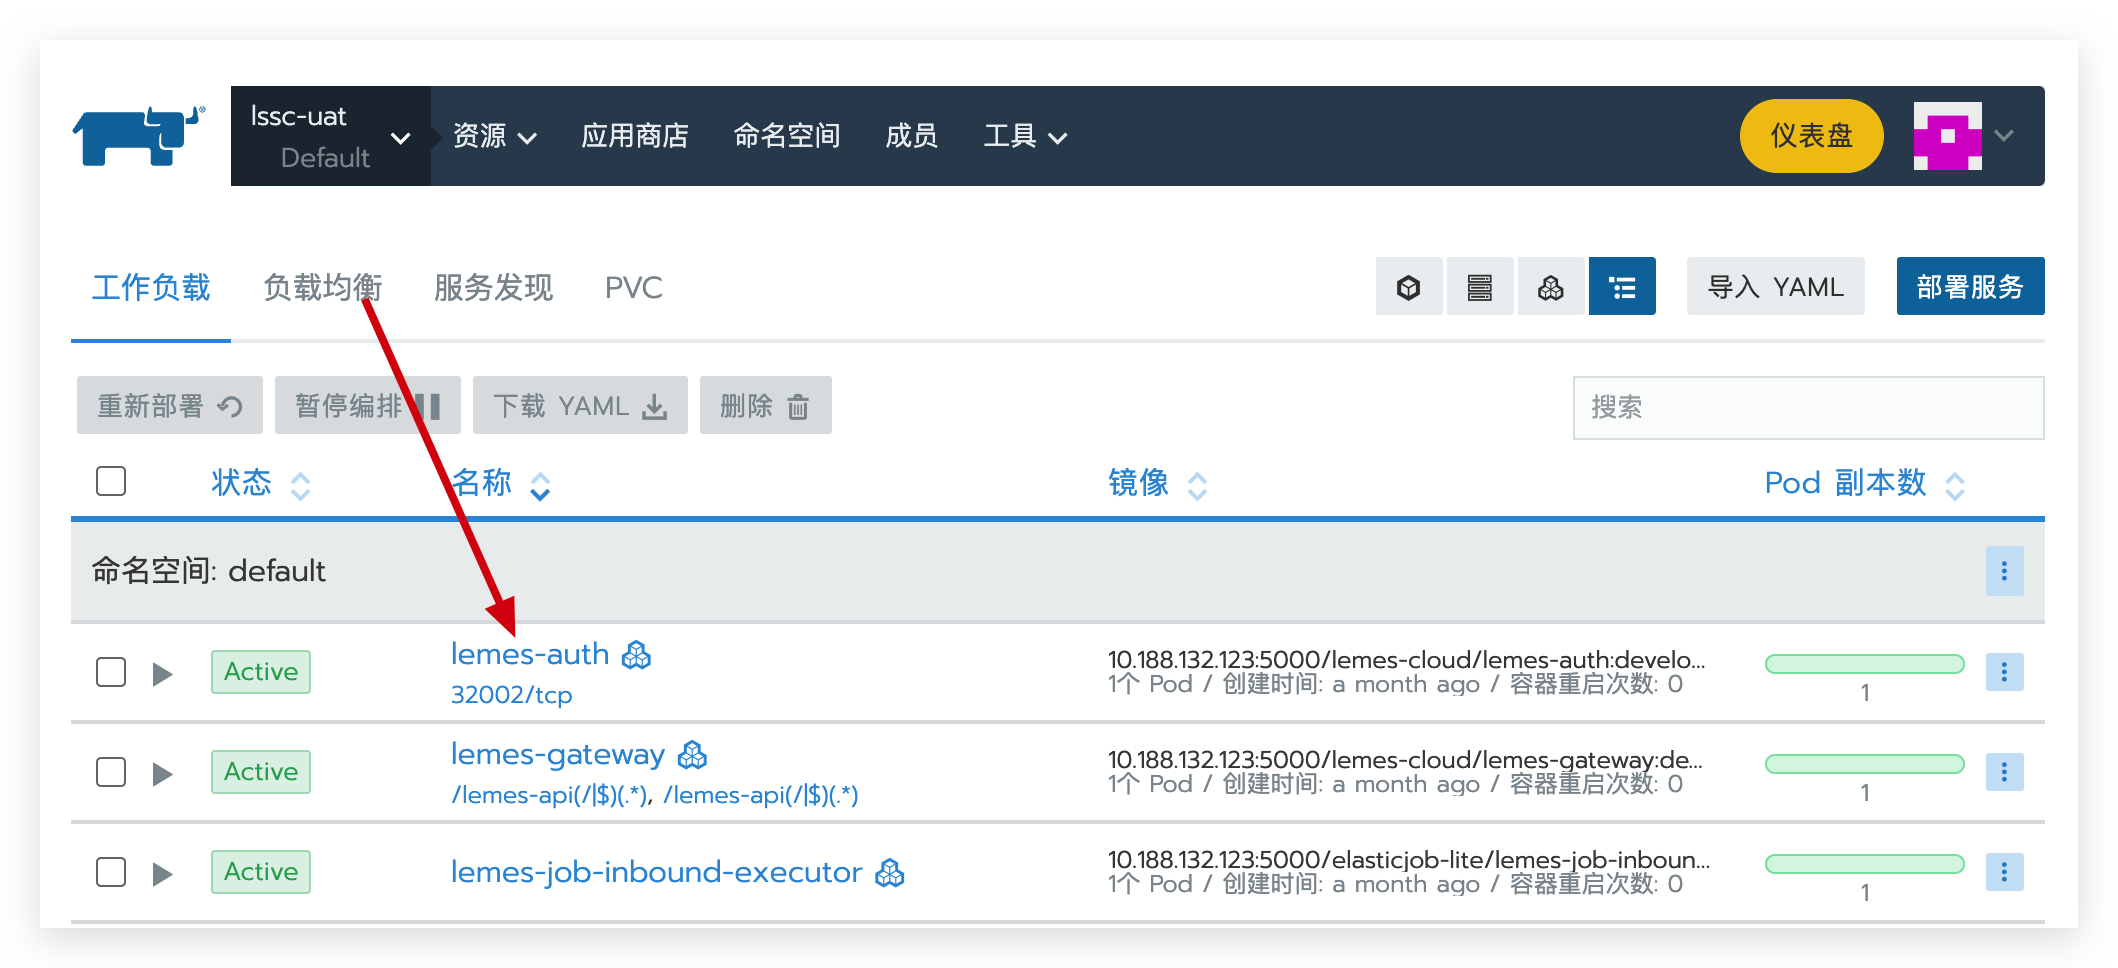 lssc-uat
Default
资源 应用商店 命名空间 成员 工具 仪表盘
工作负载 负载均衡 服务发现 PVC 导入 YAML 部署服务
重新部署 暂停编排 下载 YAML 删除 搜索
状态 名称 镜像 Pod 副本数
命名空间: default
Active lemes-auth 10.188.132.123:5000/lemes-cloud/lemes-auth:develo...
32002/tcp 1个 Pod / 创建时间: a month ago / 容器重启次数: 0 1
Active lemes-gateway 10.188.132.123:5000/lemes-cloud/lemes-gateway:de...
/lemes-api(/|$)(.*), /lemes-api(/|$)(.*) 1个 Pod / 创建时间: a month ago / 容器重启次数: 0 1
Active lemes-job-inbound-executor 10.188.132.123:5000/elasticjob-lite/lemes-job-inboun...
1个 Pod / 创建时间: a month ago / 容器重启次数: 0 1